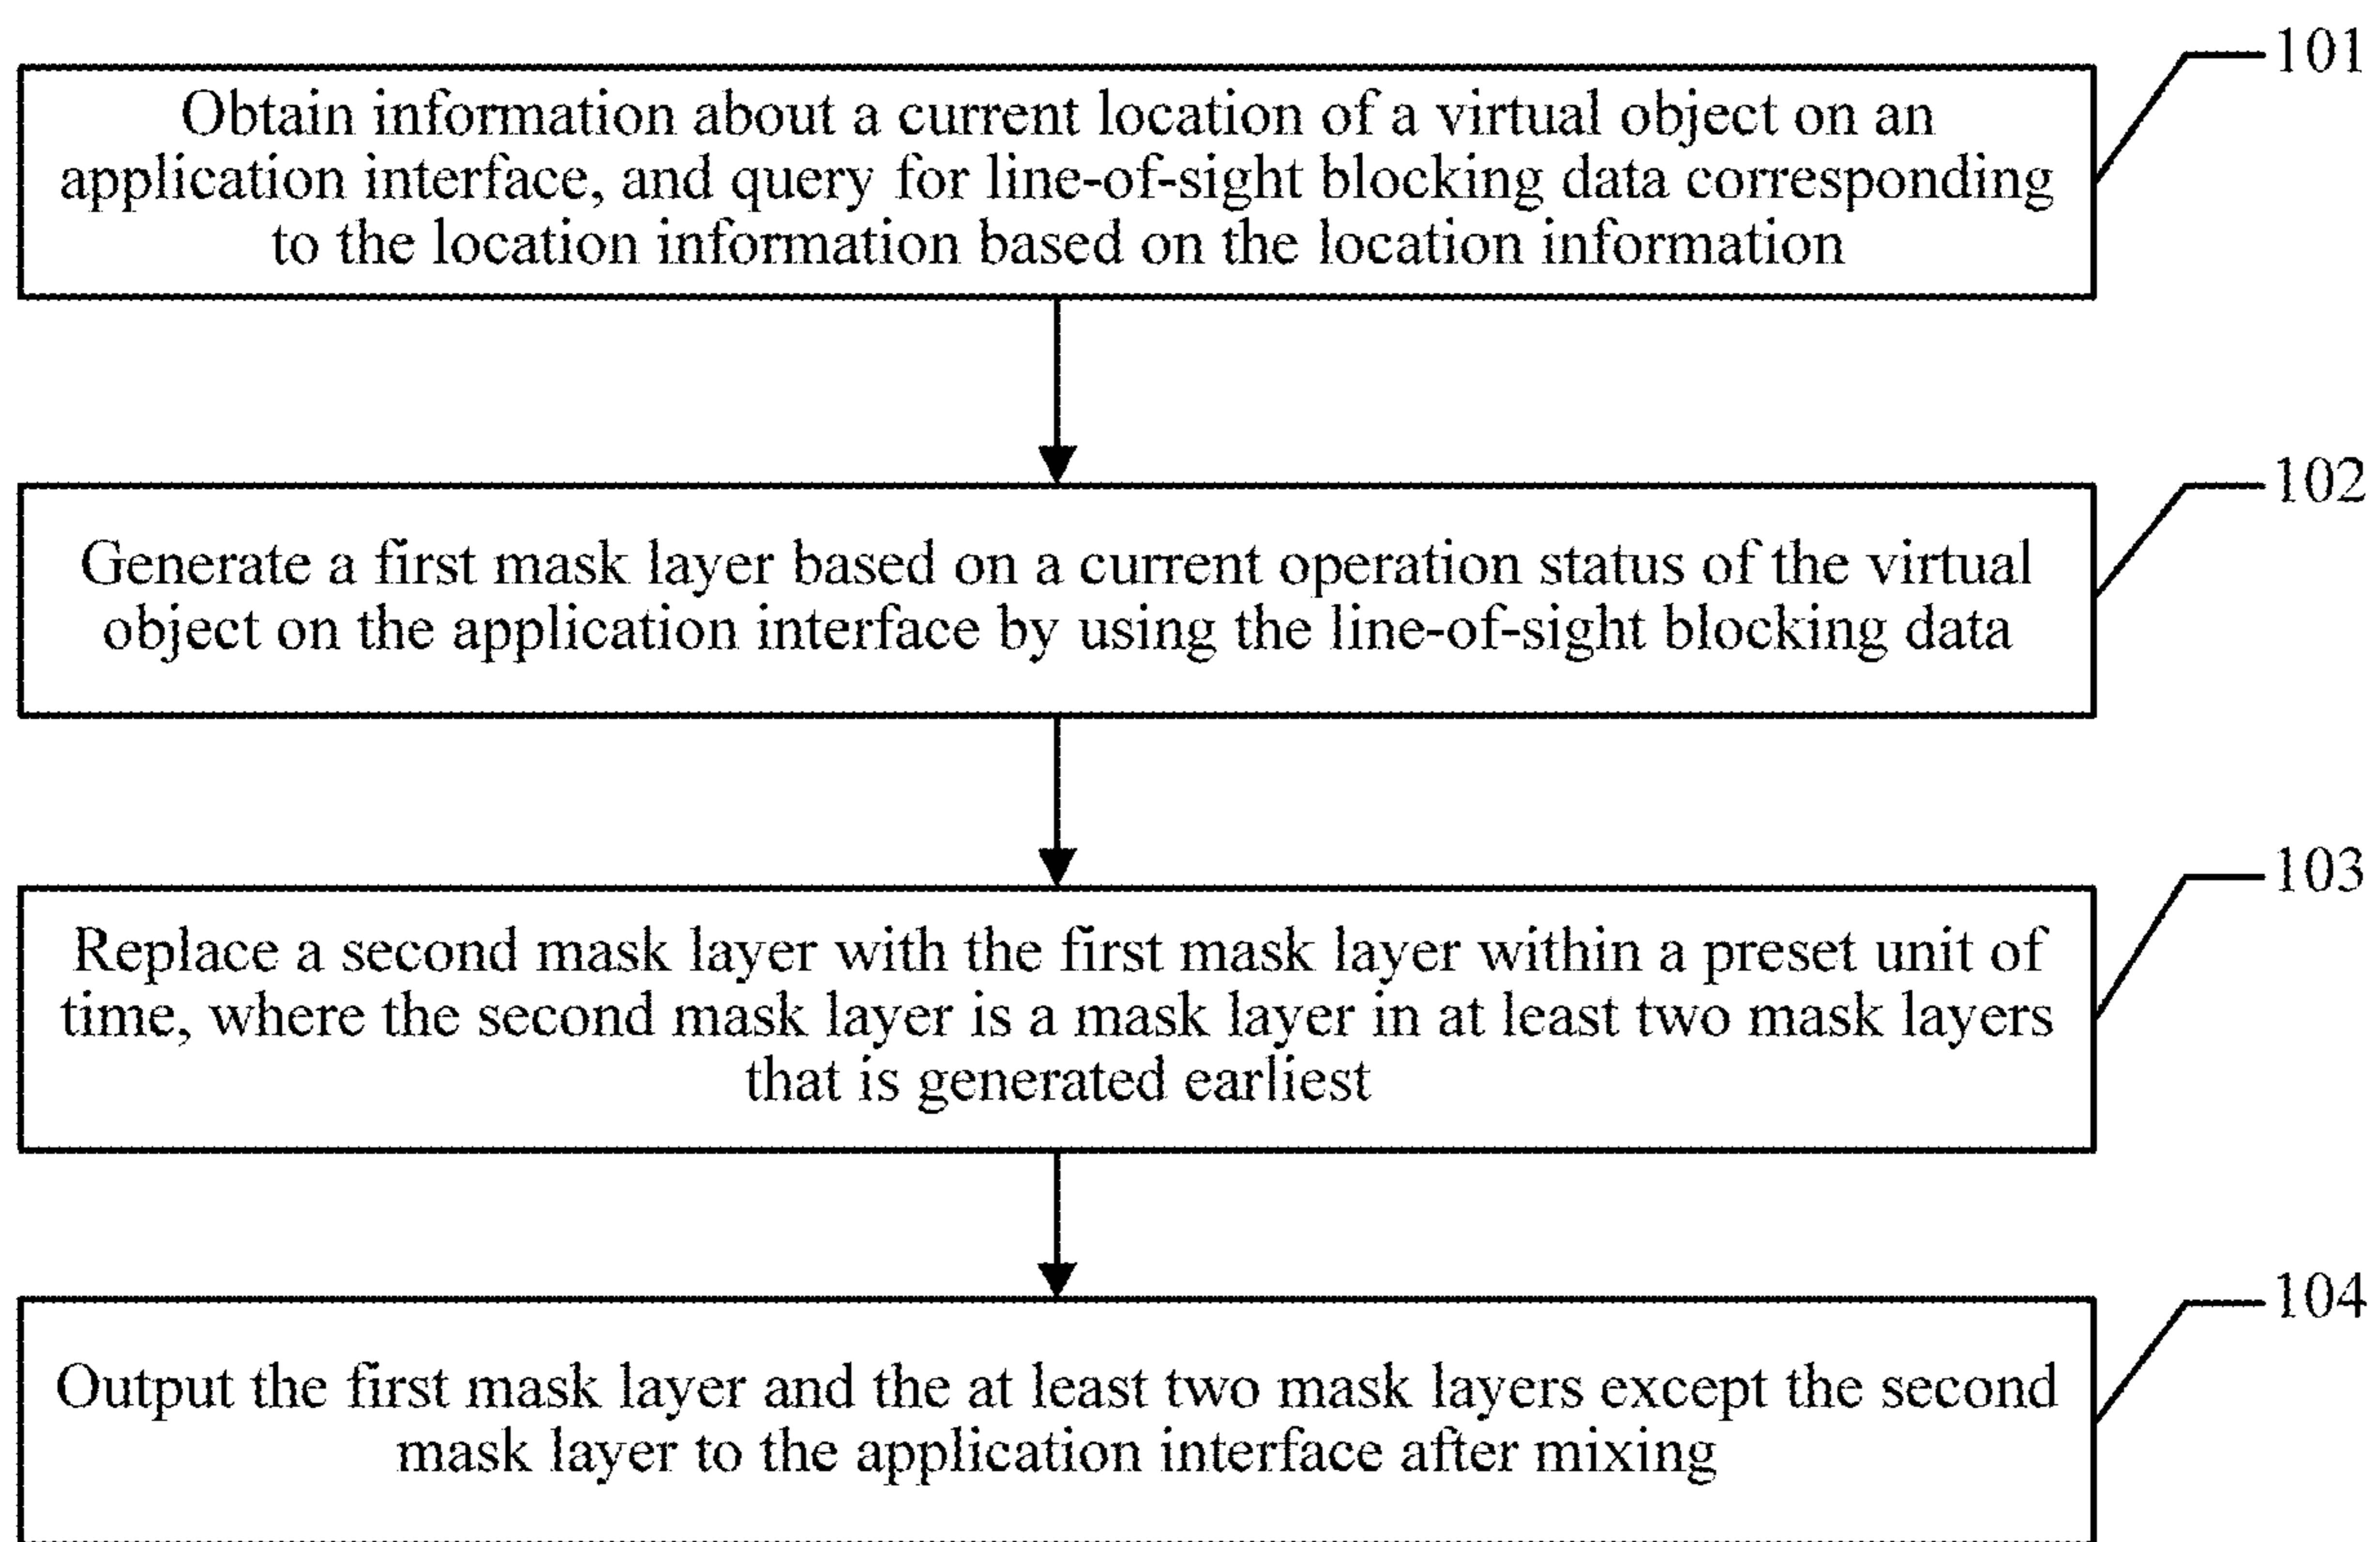 101
Obtain information about a current location of a virtual object on an
application interface, and query for line-of-sight blocking data corresponding
to the location information based on the location information
102
Generate a first mask layer based on a current operation status of the virtual
object on the application interface by using the line-of-sight blocking data
103
Replace a second mask layer with the first mask layer within a preset unit of
time, where the second mask layer is a mask layer in at least two mask layers
that is generated earliest
104
Output the first mask layer and the at least two mask layers except the second
mask layer to the application interface after mixing